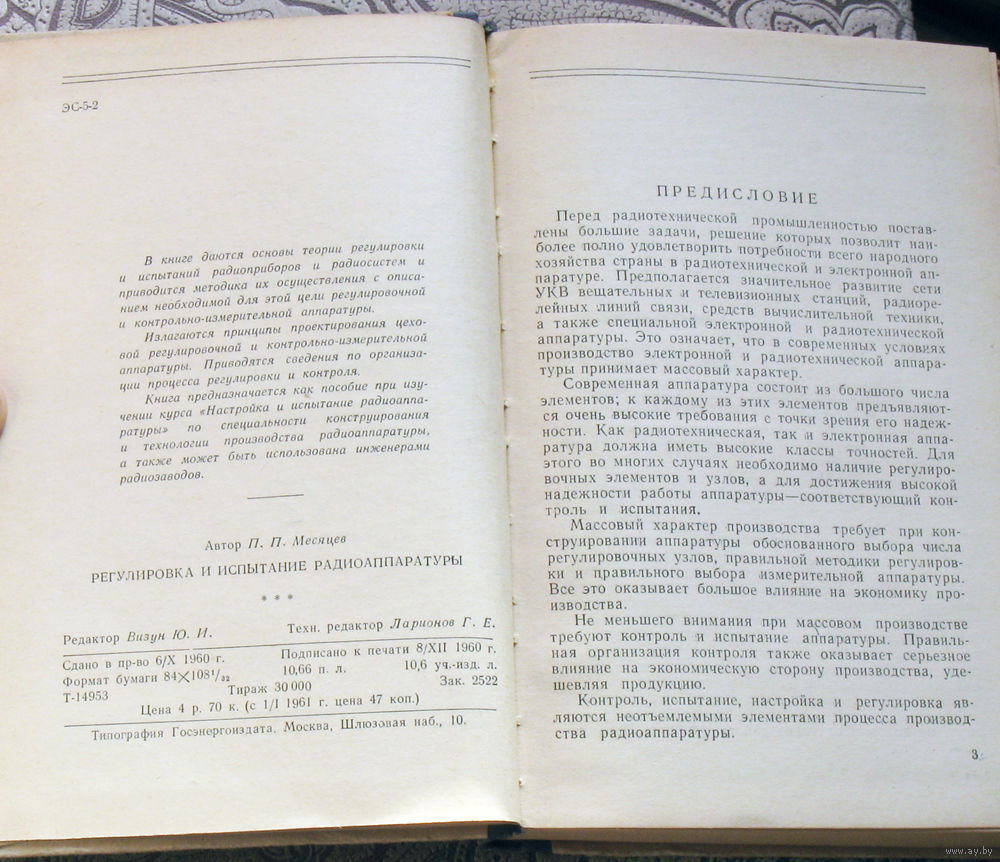 ЭС-5-2
В книге даются основы теории регулировки
и испытаний радиоприборов и радиосистем и
приводится методика их осуществления с описа-
нием необходимой для этой цели регулировочной
и контрольно-измерительной аппаратуры.
Излагаются принципы проектирования цехо-
вой регулировочной и контрольно-измерительной
аппаратуры. Приводятся сведения по организа-
ции процесса регулировки и контроля.
Книга предназначается как пособие при изу-
чении курса «Настройка и испытание радиоаппа-
ратуры» по специальности конструирования
и технологии производства радиоаппаратуры,
а также может быть использована инженерами
радиозаводов.
Автор П. П. Месяцев
РЕГУЛИРОВКА И ИСПЫТАНИЕ РАДИОАППАРАТУРЫ
* * *
Редактор Визун Ю. И. Техн. редактор Ларионов Г. Е.
Сдано в пр-во 6/X 1960 г. Подписано к печати 8/XII 1960 г.
Формат бумаги 84×108¹/₃₂ 10,66 п. л. 10,6 уч.-изд. л.
Т-14953 Тираж 30 000 Зак. 2522
Цена 4 р. 70 к. (с 1/I 1961 г. цена 47 коп.)
Типография Госэнергоиздата. Москва, Шлюзовая наб., 10.
ПРЕДИСЛОВИЕ
Перед радиотехнической промышленностью постав-
лены большие задачи, решение которых позволит наи-
более полно удовлетворить потребности всего народного
хозяйства страны в радиотехнической и электронной ап-
паратуре. Предполагается значительное развитие сети
УКВ вещательных и телевизионных станций, радиоре-
лейных линий связи, средств вычислительной техники,
а также специальной электронной и радиотехнической
аппаратуры. Это означает, что в современных условиях
производство электронной и радиотехнической аппара-
туры принимает массовый характер.
Современная аппаратура состоит из большого числа
элементов; к каждому из этих элементов предъявляют-
ся очень высокие требования с точки зрения его надеж-
ности. Как радиотехническая, так и электронная аппа-
ратура должна иметь высокие классы точностей. Для
этого во многих случаях необходимо наличие регулиро-
вочных элементов и узлов, а для достижения высокой
надежности работы аппаратуры—соответствующий кон-
троль и испытания.
Массовый характер производства требует при кон-
струировании аппаратуры обоснованного выбора числа
регулировочных узлов, правильной методики регулиров-
ки и правильного выбора измерительной аппаратуры.
Все это оказывает большое влияние на экономику про-
изводства.
Не меньшего внимания при массовом производстве
требуют контроль и испытание аппаратуры. Правиль-
ная организация контроля также оказывает серьезное
влияние на экономическую сторону производства, уде-
шевляя продукцию.
Контроль, испытание, настройка и регулировка яв-
ляются неотъемлемыми элементами процесса производ-
ства радиоаппаратуры.
3
www.ay.by